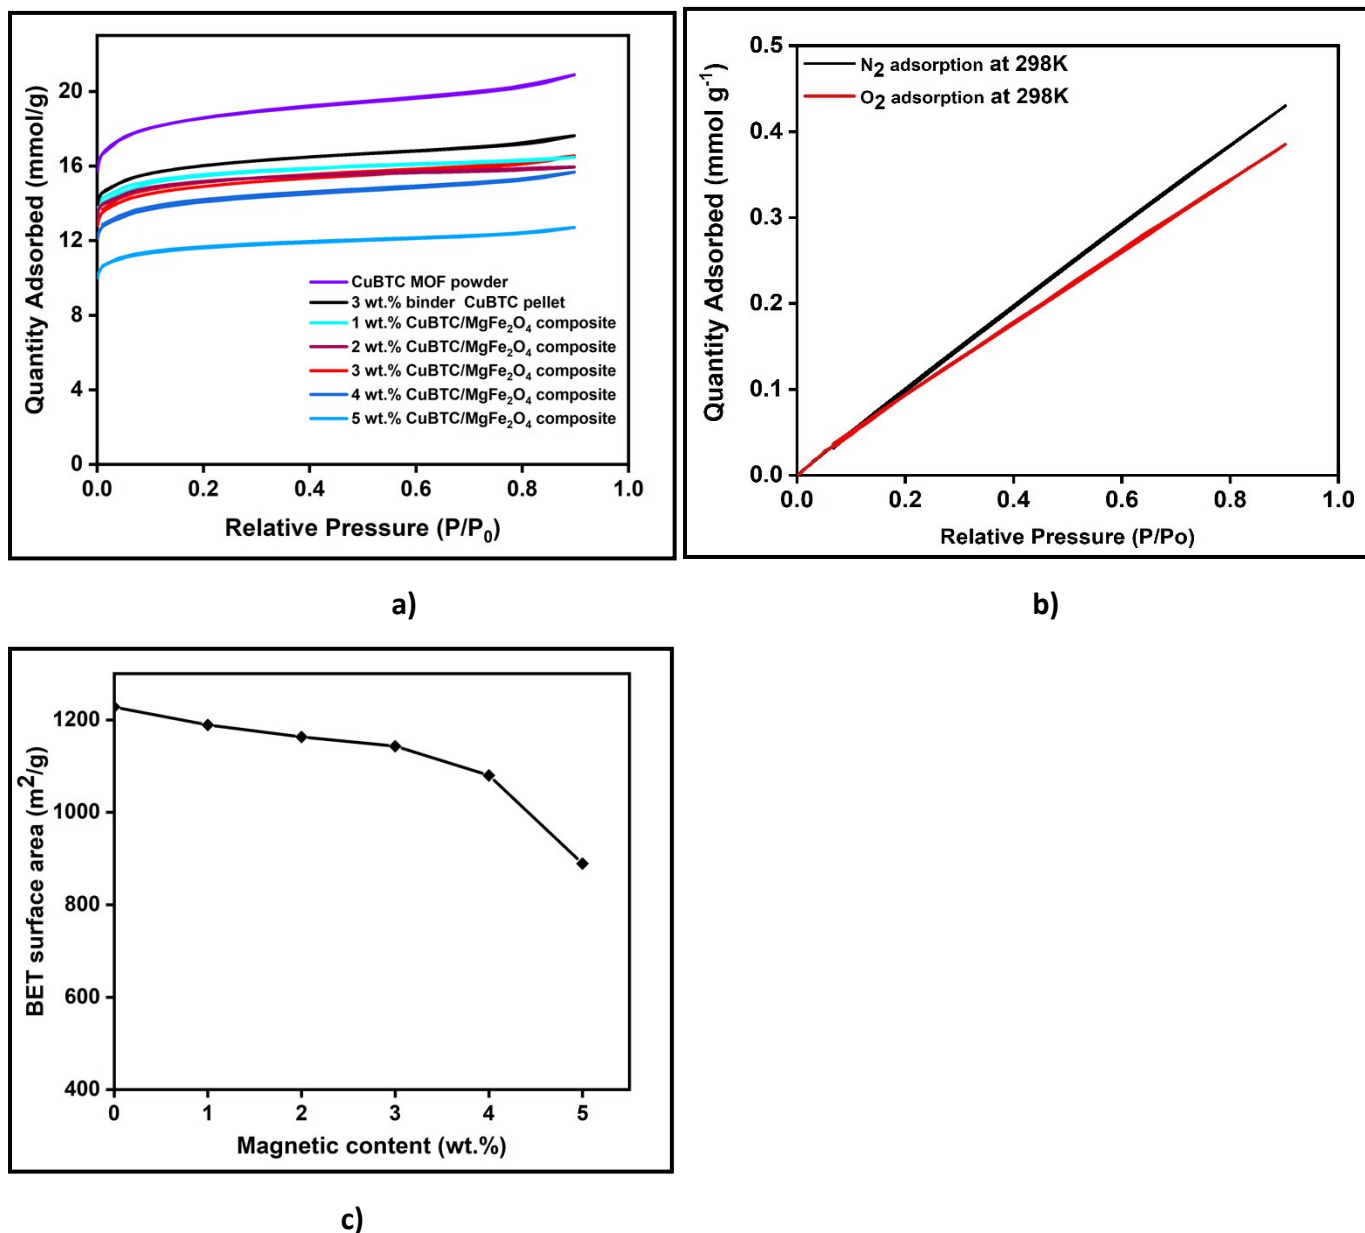 20
16
12
8
4
0
0.0 0.2 0.4 0.6 0.8 1.0
Quantity Adsorbed (mmol/g)
Relative Pressure (P/P₀)
CuBTC MOF powder
3 wt.% binder CuBTC pellet
1 wt.% CuBTC/MgFe₂O₄ composite
2 wt.% CuBTC/MgFe₂O₄ composite
3 wt.% CuBTC/MgFe₂O₄ composite
4 wt.% CuBTC/MgFe₂O₄ composite
5 wt.% CuBTC/MgFe₂O₄ composite
a)
0.5
0.4
0.3
0.2
0.1
0.0
0.0 0.2 0.4 0.6 0.8 1.0
Quantity Adsorbed (mmol g⁻¹)
Relative Pressure (P/Po)
N₂ adsorption at 298K
O₂ adsorption at 298K
b)
1200
1000
800
600
400
0 1 2 3 4 5
BET surface area (m²/g)
Magnetic content (wt.%)
c)